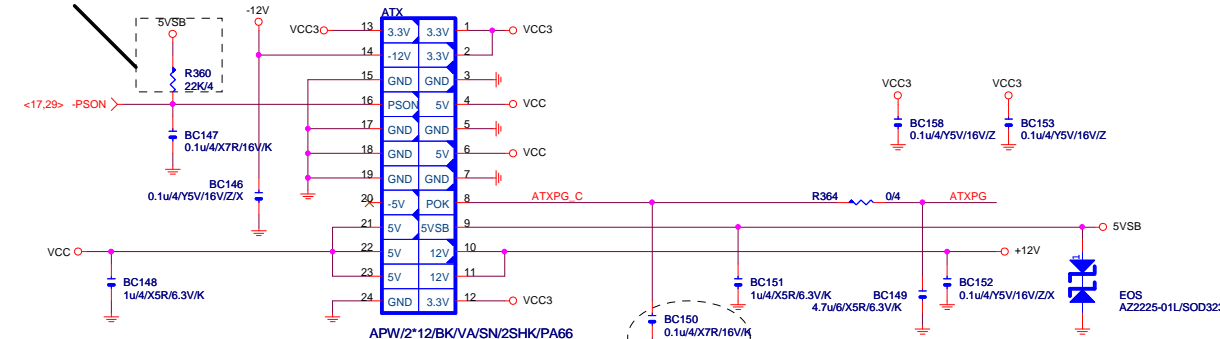 5VSB
-12V
ATX
VCC3 13 3.3V 3.3V 1 VCC3
14 -12V 3.3V 2
R360
22K/4
15 GND GND 3
VCC3 VCC3
<17,29> -PSON 16 PSON 5V 4 VCC
BC147
0.1u/4/X7R/16V/K
17 GND GND 5
BC158
0.1u/4/Y5V/16V/Z
BC153
0.1u/4/Y5V/16V/Z
18 GND 5V 6 VCC
19 GND GND 7
BC146
0.1u/4/Y5V/16V/Z/X
20 -5V POK 8 ATXPG_C R364 0/4 ATXPG
21 5V 5VSB 9 5VSB
VCC 22 5V 12V 10 +12V
1
23 5V 12V 11
BC148
1u/4/X5R/6.3V/K
BC151
1u/4/X5R/6.3V/K
BC149
4.7u/6/X5R/6.3V/K
BC152
0.1u/4/Y5V/16V/Z/X
EOS
AZ2225-01L/SOD323
24 GND 3.3V 12 VCC3
BC150
0.1u/4/X7R/16V/K
APW/2*12/BK/VA/SN/2SHK/PA66